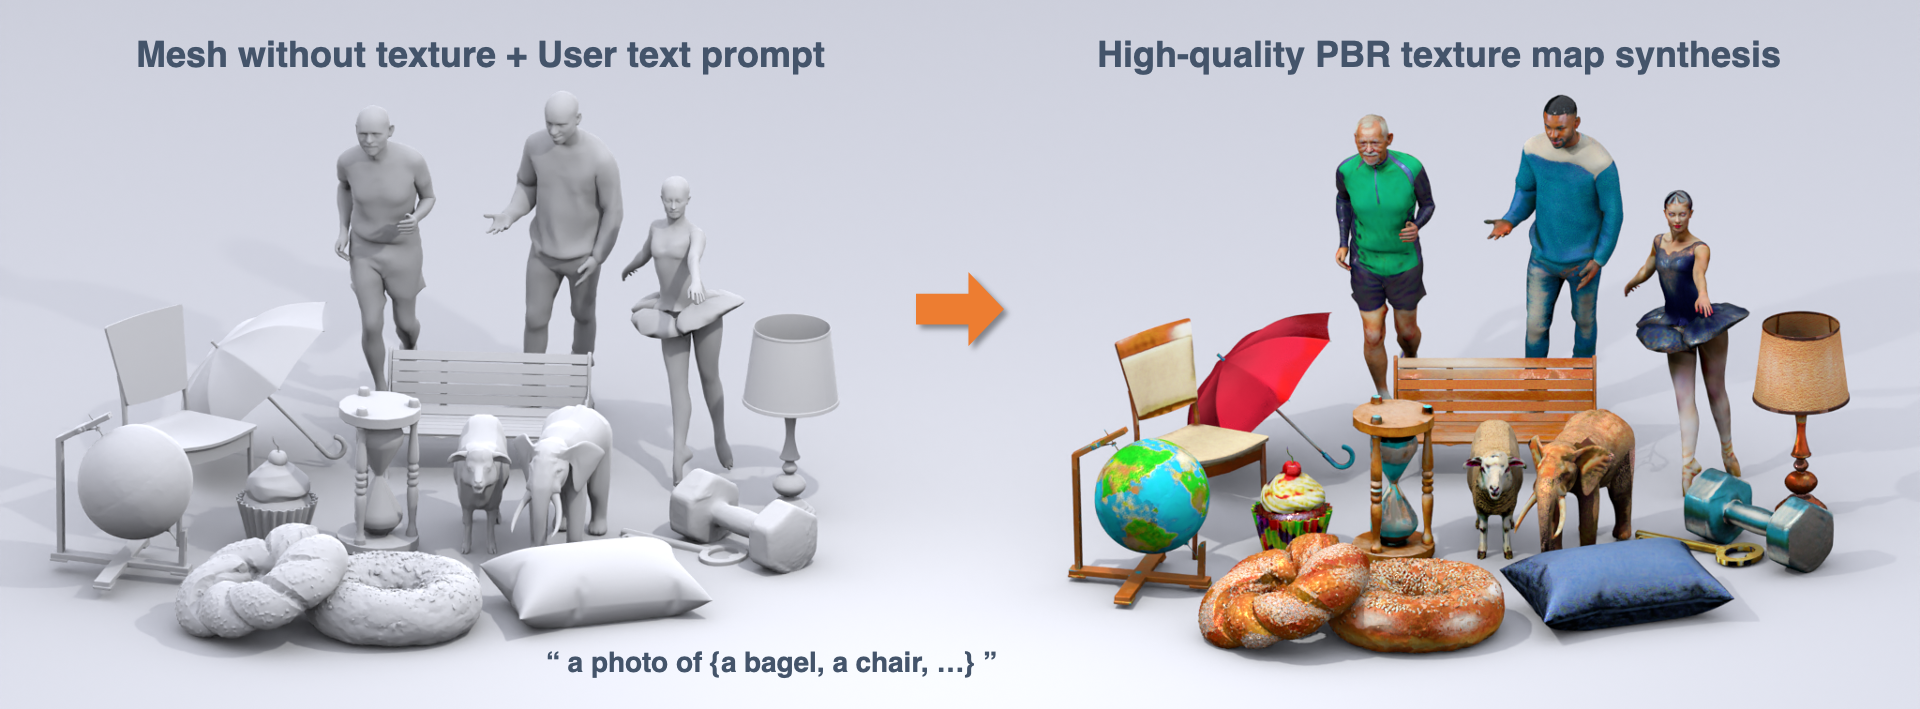 Mesh without texture + User text prompt
High-quality PBR texture map synthesis
“ a photo of {a bagel, a chair, …} ”